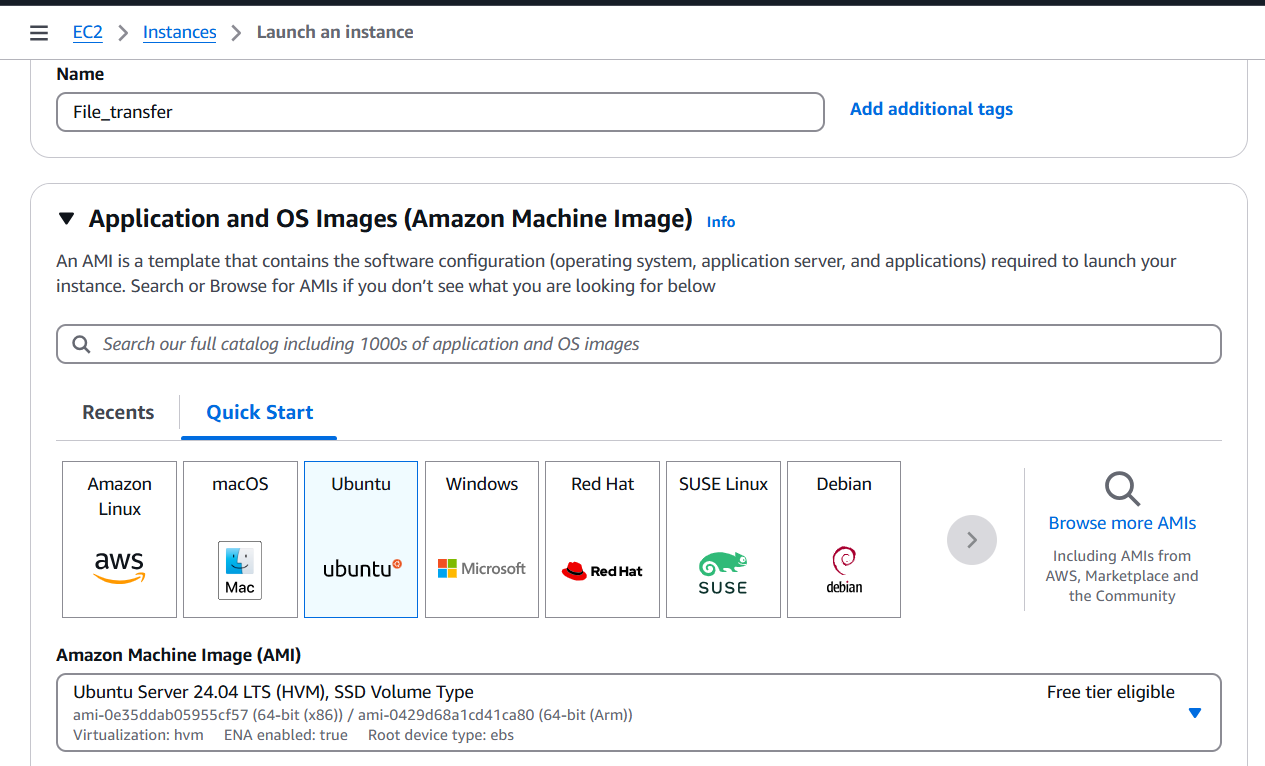 EC2 > Instances > Launch an instance
Name
File_transfer
Add additional tags
Application and OS Images (Amazon Machine Image) Info
An AMI is a template that contains the software configuration (operating system, application server, and applications) required to launch your
instance. Search or Browse for AMIs if you don’t see what you are looking for below
Search our full catalog including 1000s of application and OS images
Recents
Quick Start
Amazon
Linux
aws
macOS
Mac
Ubuntu
ubuntu
Windows
Microsoft
Red Hat
Red Hat
SUSE Linux
SUSE
Debian
debian
Browse more AMIs
Including AMIs from
AWS, Marketplace and
the Community
Amazon Machine Image (AMI)
Ubuntu Server 24.04 LTS (HVM), SSD Volume Type
Free tier eligible
ami-0e35ddab05955cf57 (64-bit (x86)) / ami-0429d68a1cd41ca80 (64-bit (Arm))
Virtualization: hvm ENA enabled: true Root device type: ebs